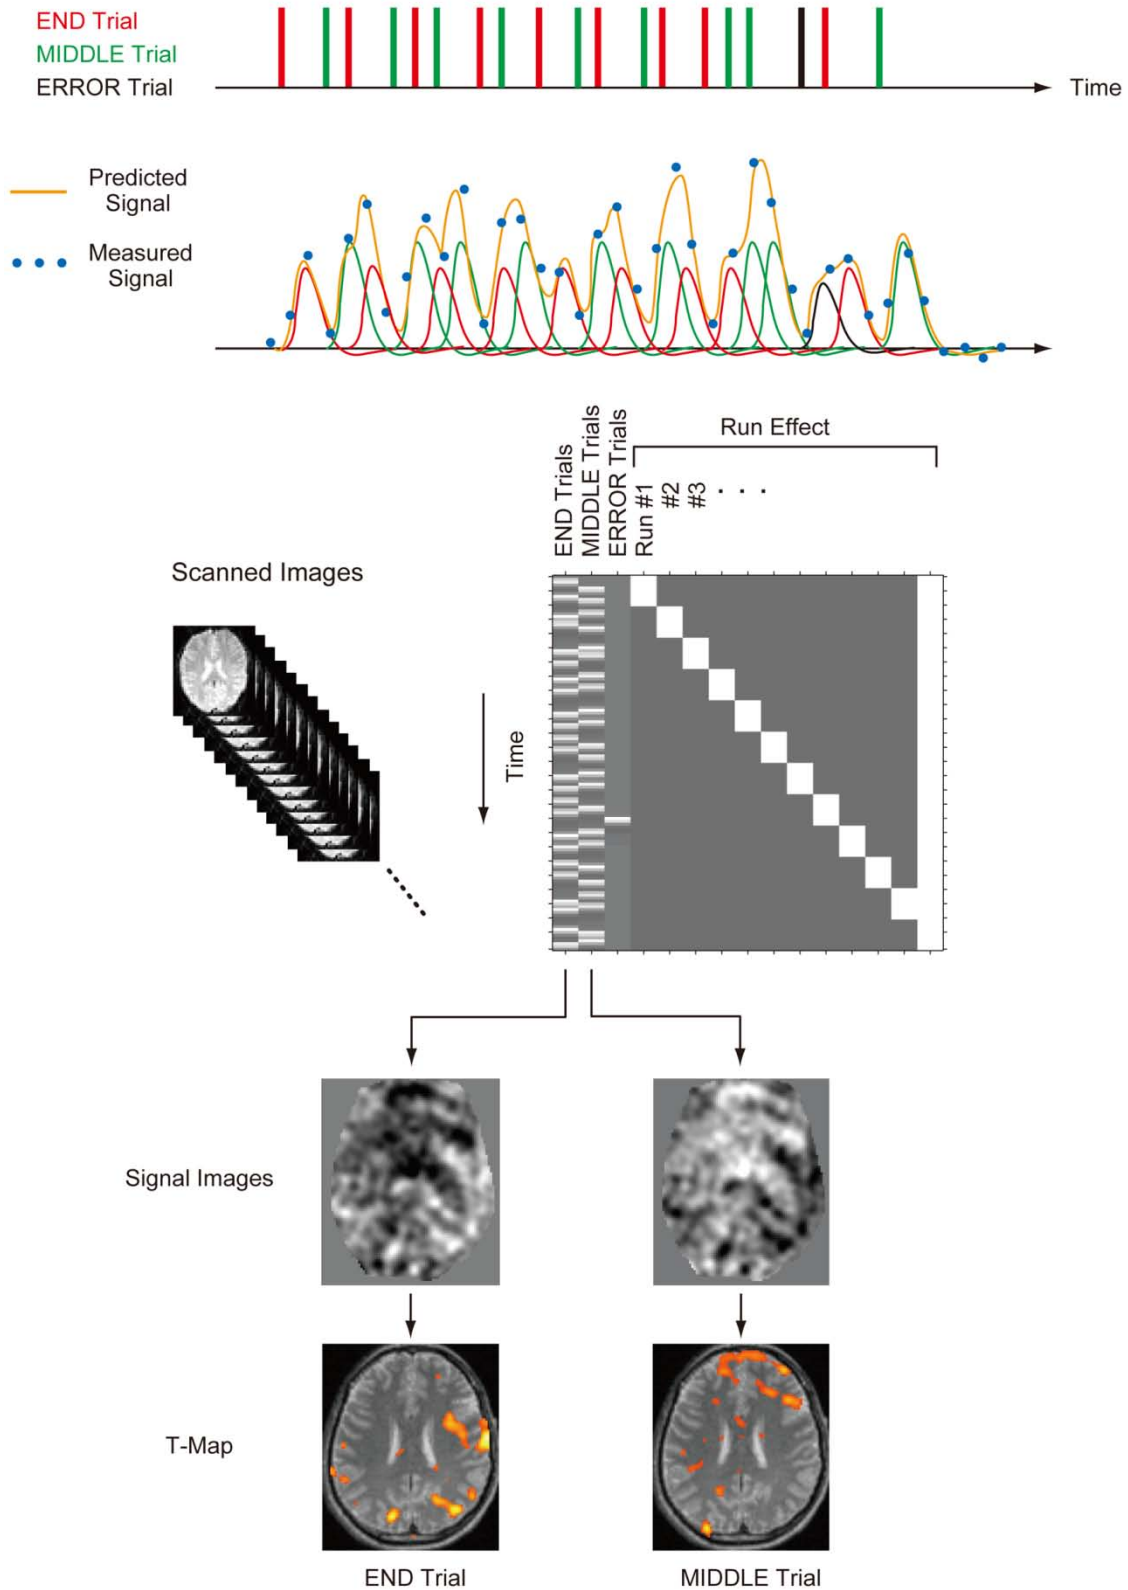 END Trial
MIDDLE Trial
ERROR Trial
Time
Predicted
Signal
Measured
Signal
Run Effect
END Trials
MIDDLE Trials
ERROR Trials
Run #1
#2
#3
. . .
Scanned Images
Time
Signal Images
T-Map
END Trial
MIDDLE Trial